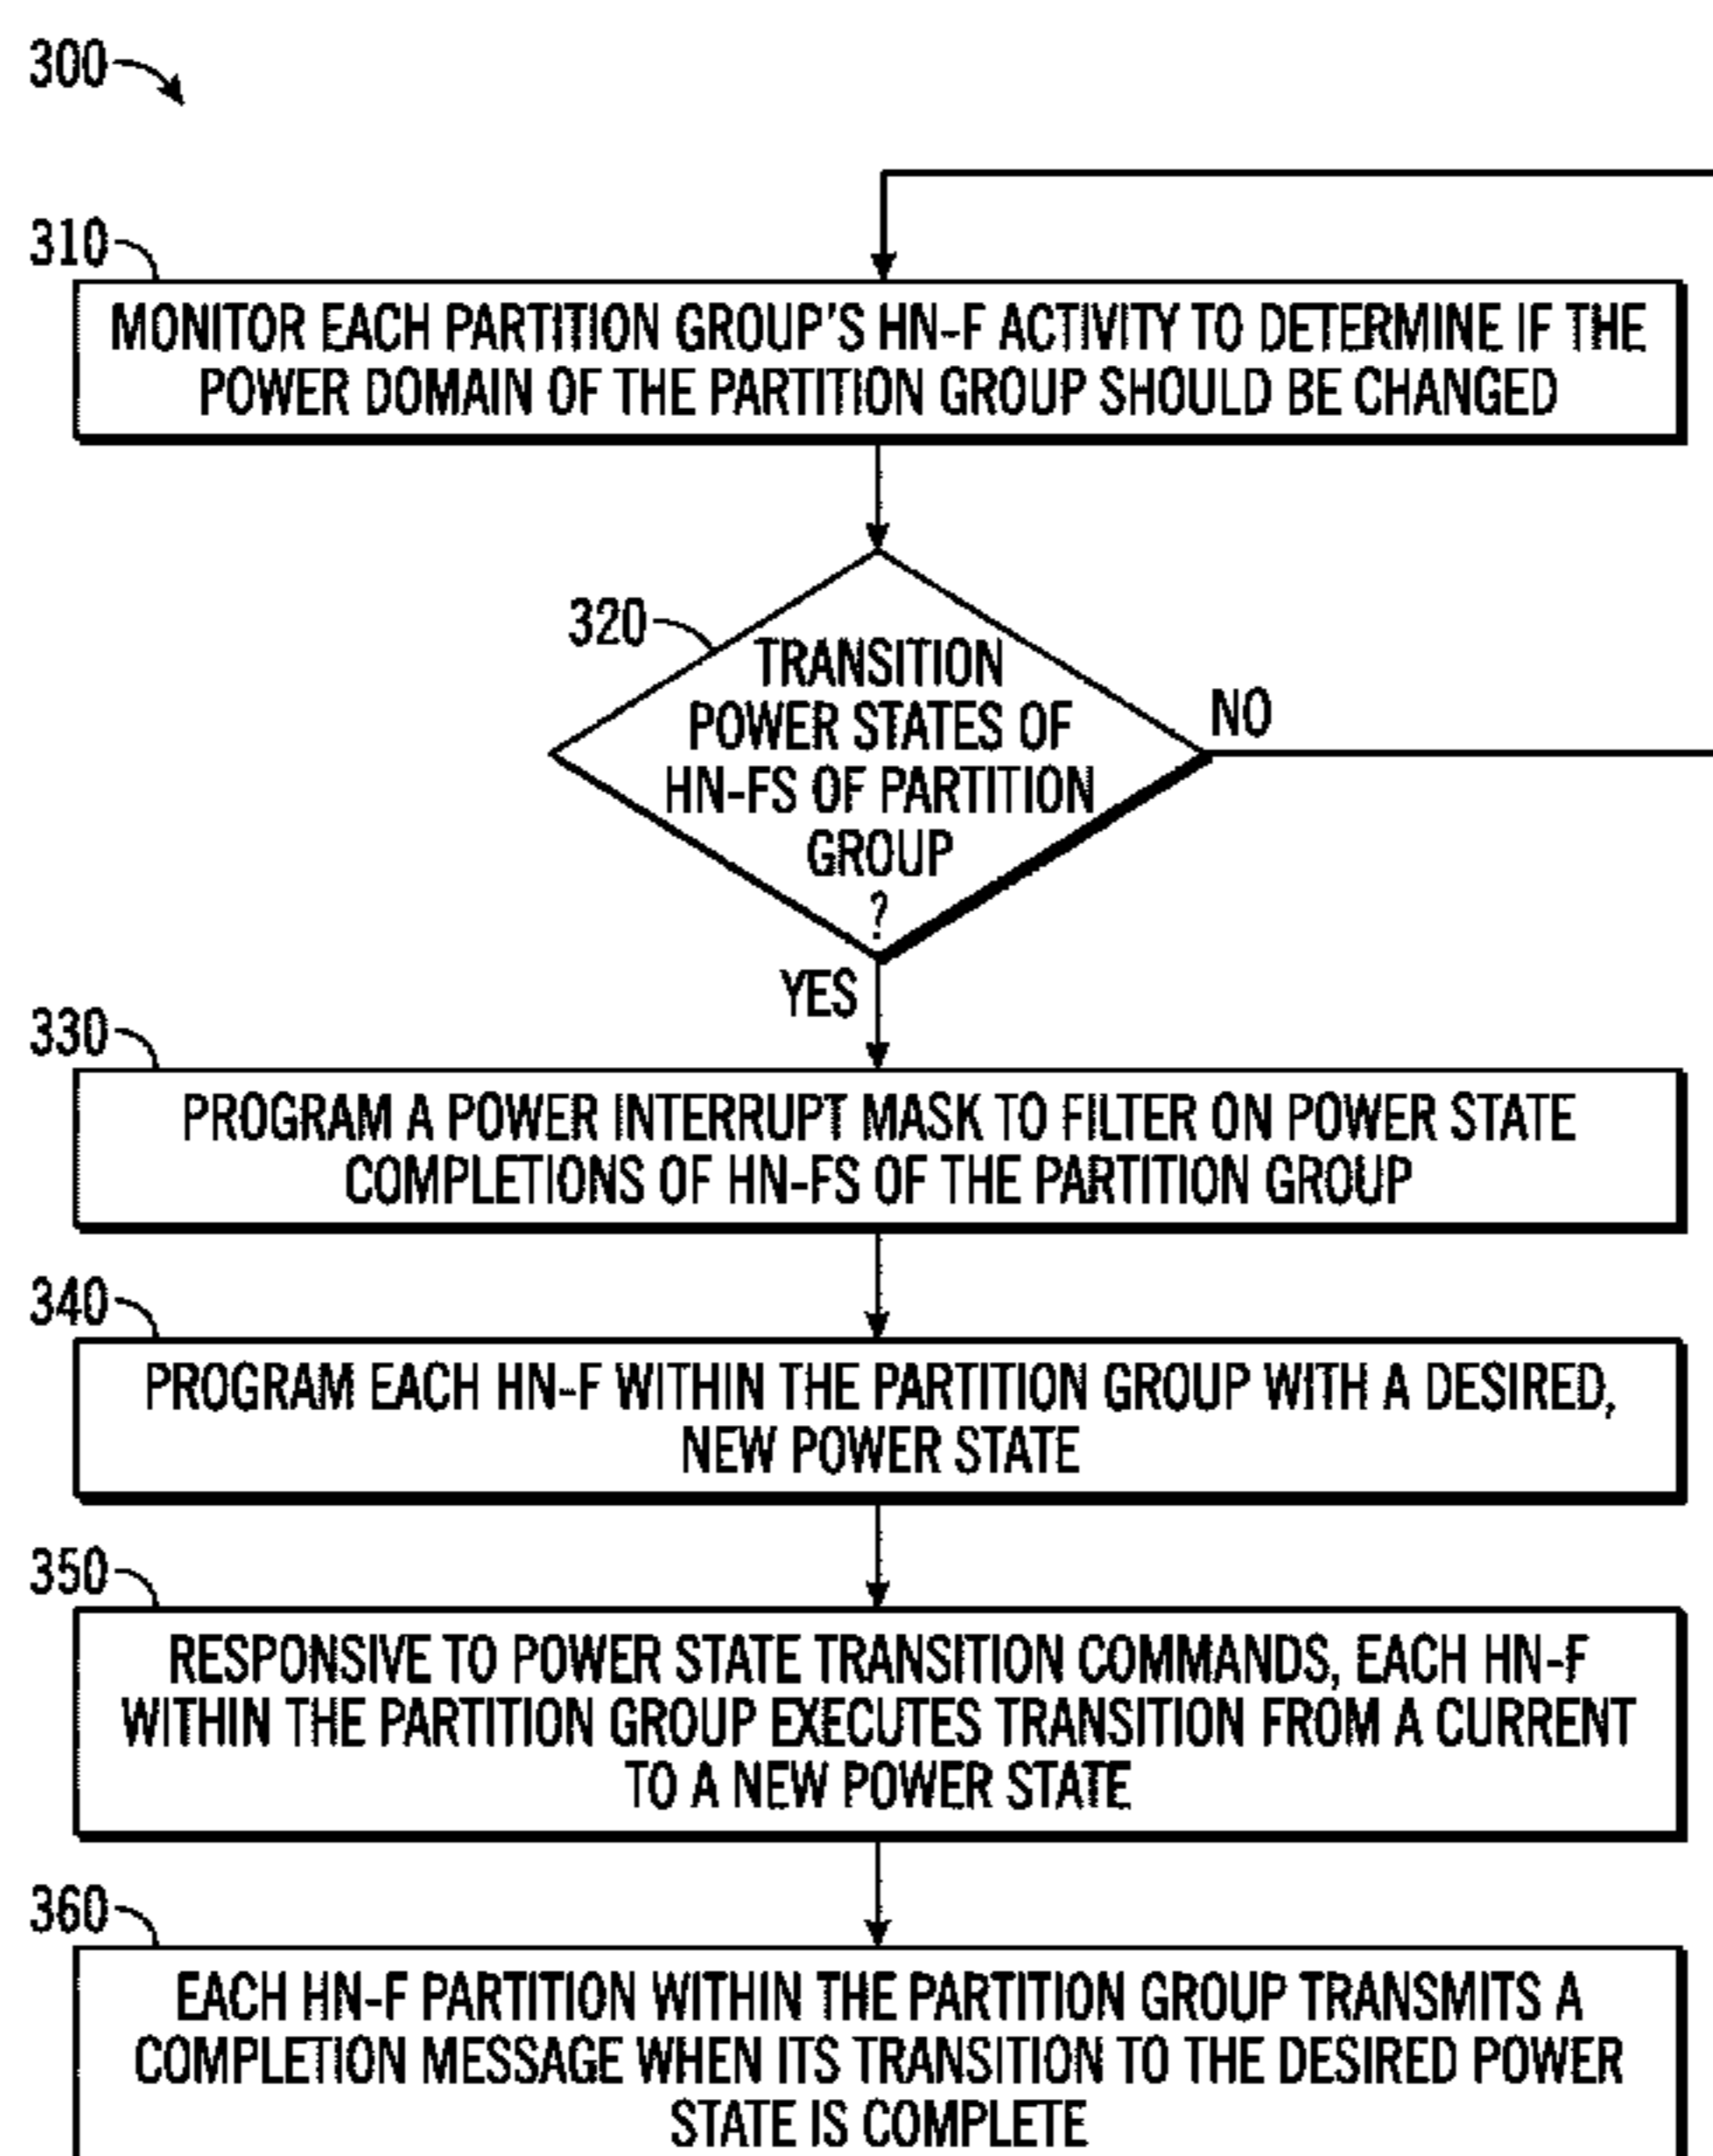 300
310
MONITOR EACH PARTITION GROUP'S HN-F ACTIVITY TO DETERMINE IF THE
POWER DOMAIN OF THE PARTITION GROUP SHOULD BE CHANGED
320
TRANSITION
POWER STATES OF
HN-FS OF PARTITION
GROUP
?
NO
YES
330
PROGRAM A POWER INTERRUPT MASK TO FILTER ON POWER STATE
COMPLETIONS OF HN-FS OF THE PARTITION GROUP
340
PROGRAM EACH HN-F WITHIN THE PARTITION GROUP WITH A DESIRED,
NEW POWER STATE
350
RESPONSIVE TO POWER STATE TRANSITION COMMANDS, EACH HN-F
WITHIN THE PARTITION GROUP EXECUTES TRANSITION FROM A CURRENT
TO A NEW POWER STATE
360
EACH HN-F PARTITION WITHIN THE PARTITION GROUP TRANSMITS A
COMPLETION MESSAGE WHEN ITS TRANSITION TO THE DESIRED POWER
STATE IS COMPLETE